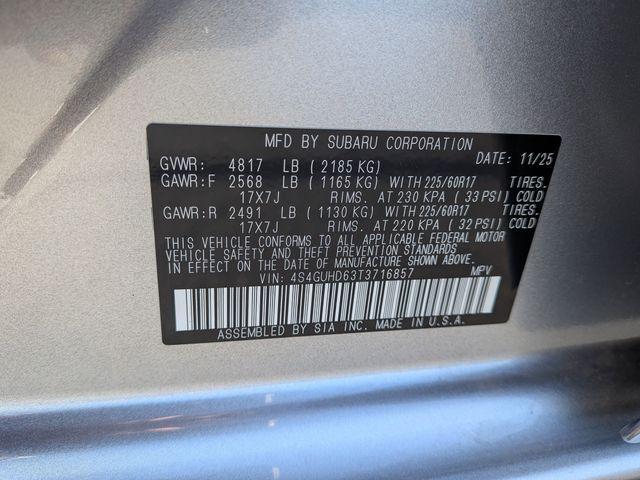 MFD BY SUBARU CORPORATION
GVWR: 4817 LB ( 2185 KG) DATE: 11/25
GAWR:F 2568 LB ( 1165 KG) WITH 225/60R17 TIRES.
17X7J RIMS. AT 230 KPA ( 33 PSI) COLD
GAWR:R 2491 LB ( 1130 KG) WITH 225/60R17 TIRES.
17X7J RIMS. AT 220 KPA ( 32 PSI) COLD
THIS VEHICLE CONFORMS TO ALL APPLICABLE FEDERAL MOTOR
VEHICLE SAFETY AND THEFT PREVENTION STANDARDS
IN EFFECT ON THE DATE OF MANUFACTURE SHOWN ABOVE.
VIN: 4S4GUHD63T3716857 MPV
ASSEMBLED BY SIA INC. MADE IN U.S.A.